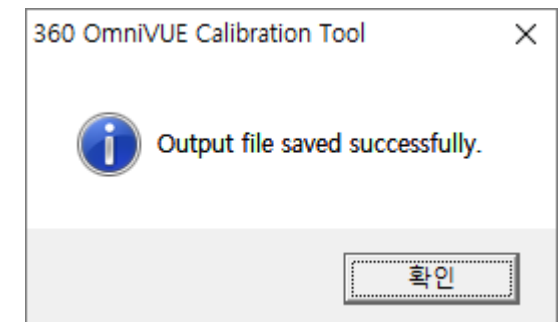 360 OmniVUE Calibration Tool
Output file saved successfully.
확인